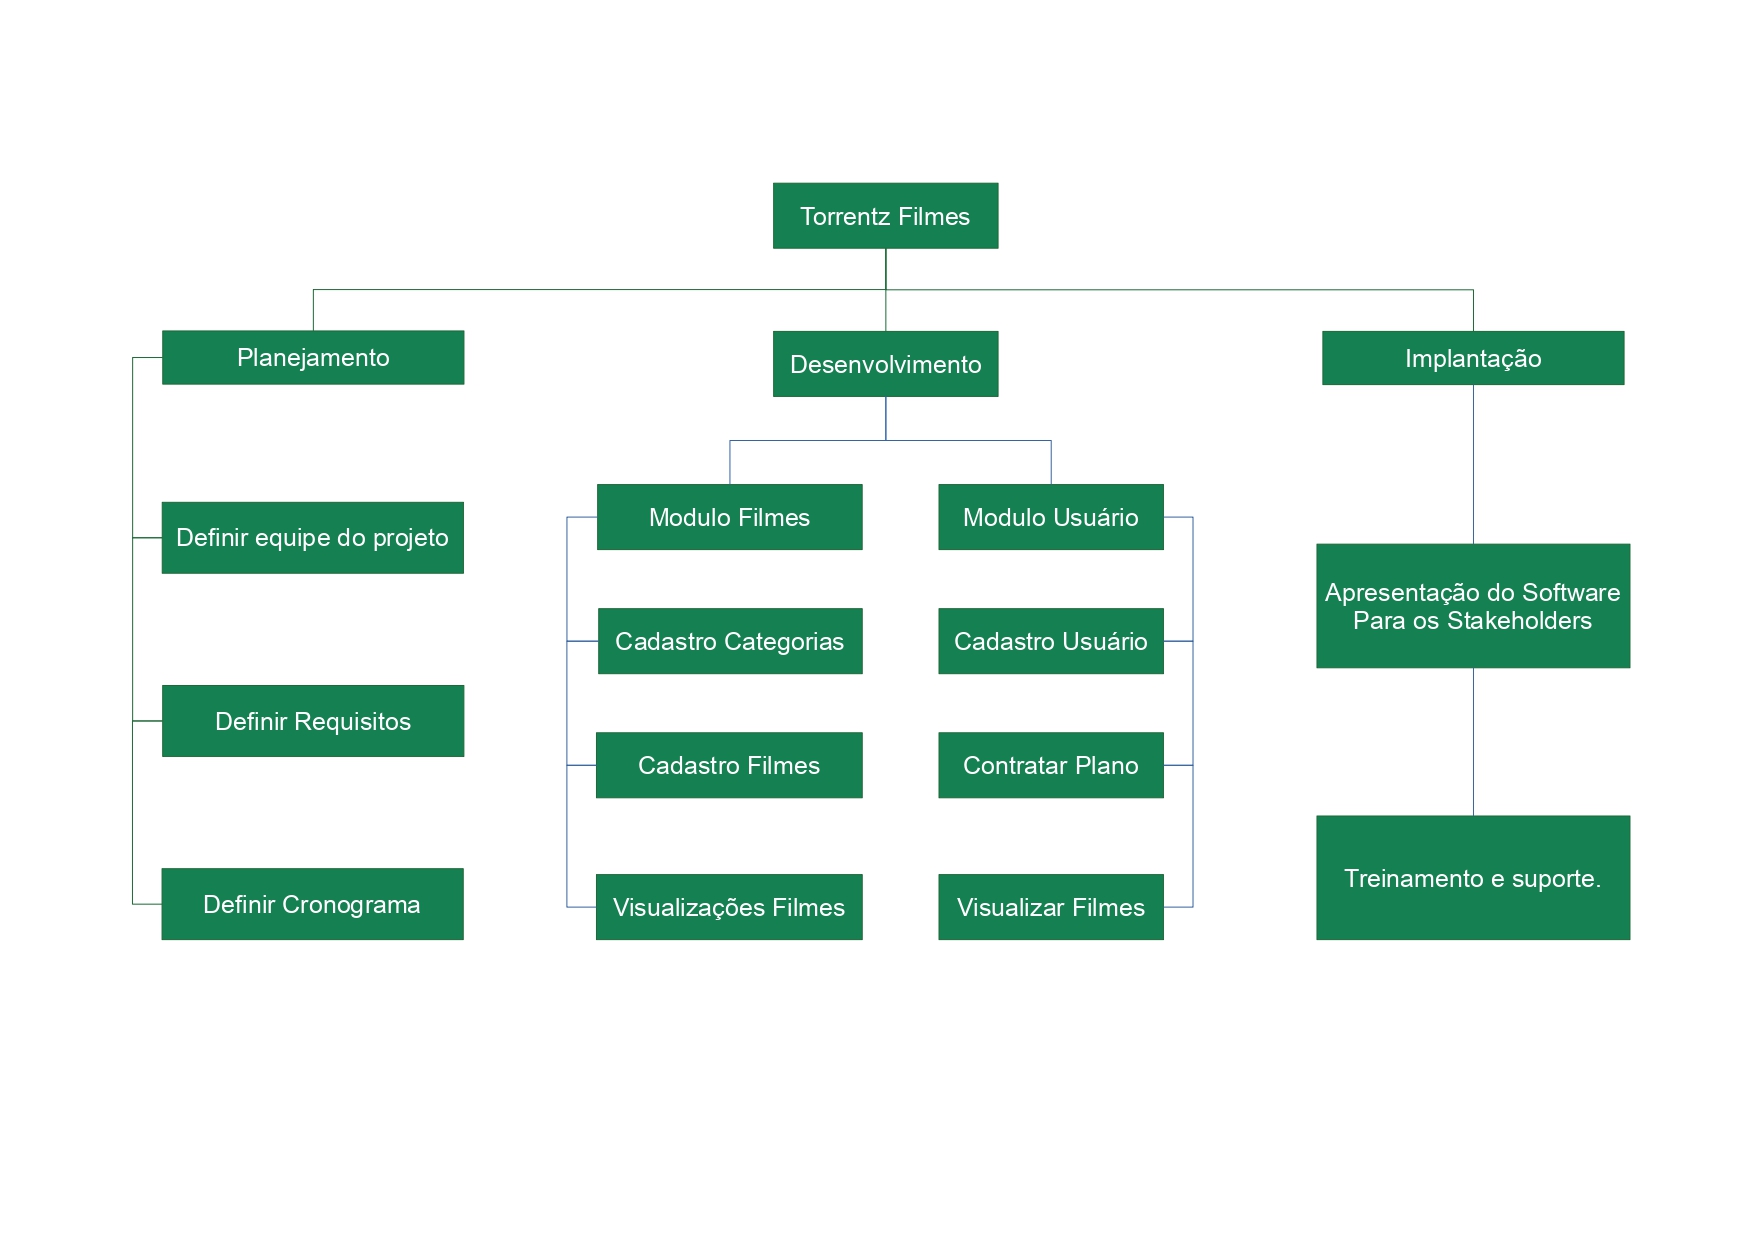 Torrentz Filmes
Planejamento
Desenvolvimento
Implantação
Definir equipe do projeto
Definir Requisitos
Definir Cronograma
Modulo Filmes
Cadastro Categorias
Cadastro Filmes
Visualizações Filmes
Modulo Usuário
Cadastro Usuário
Contratar Plano
Visualizar Filmes
Apresentação do Software
Para os Stakeholders
Treinamento e suporte.